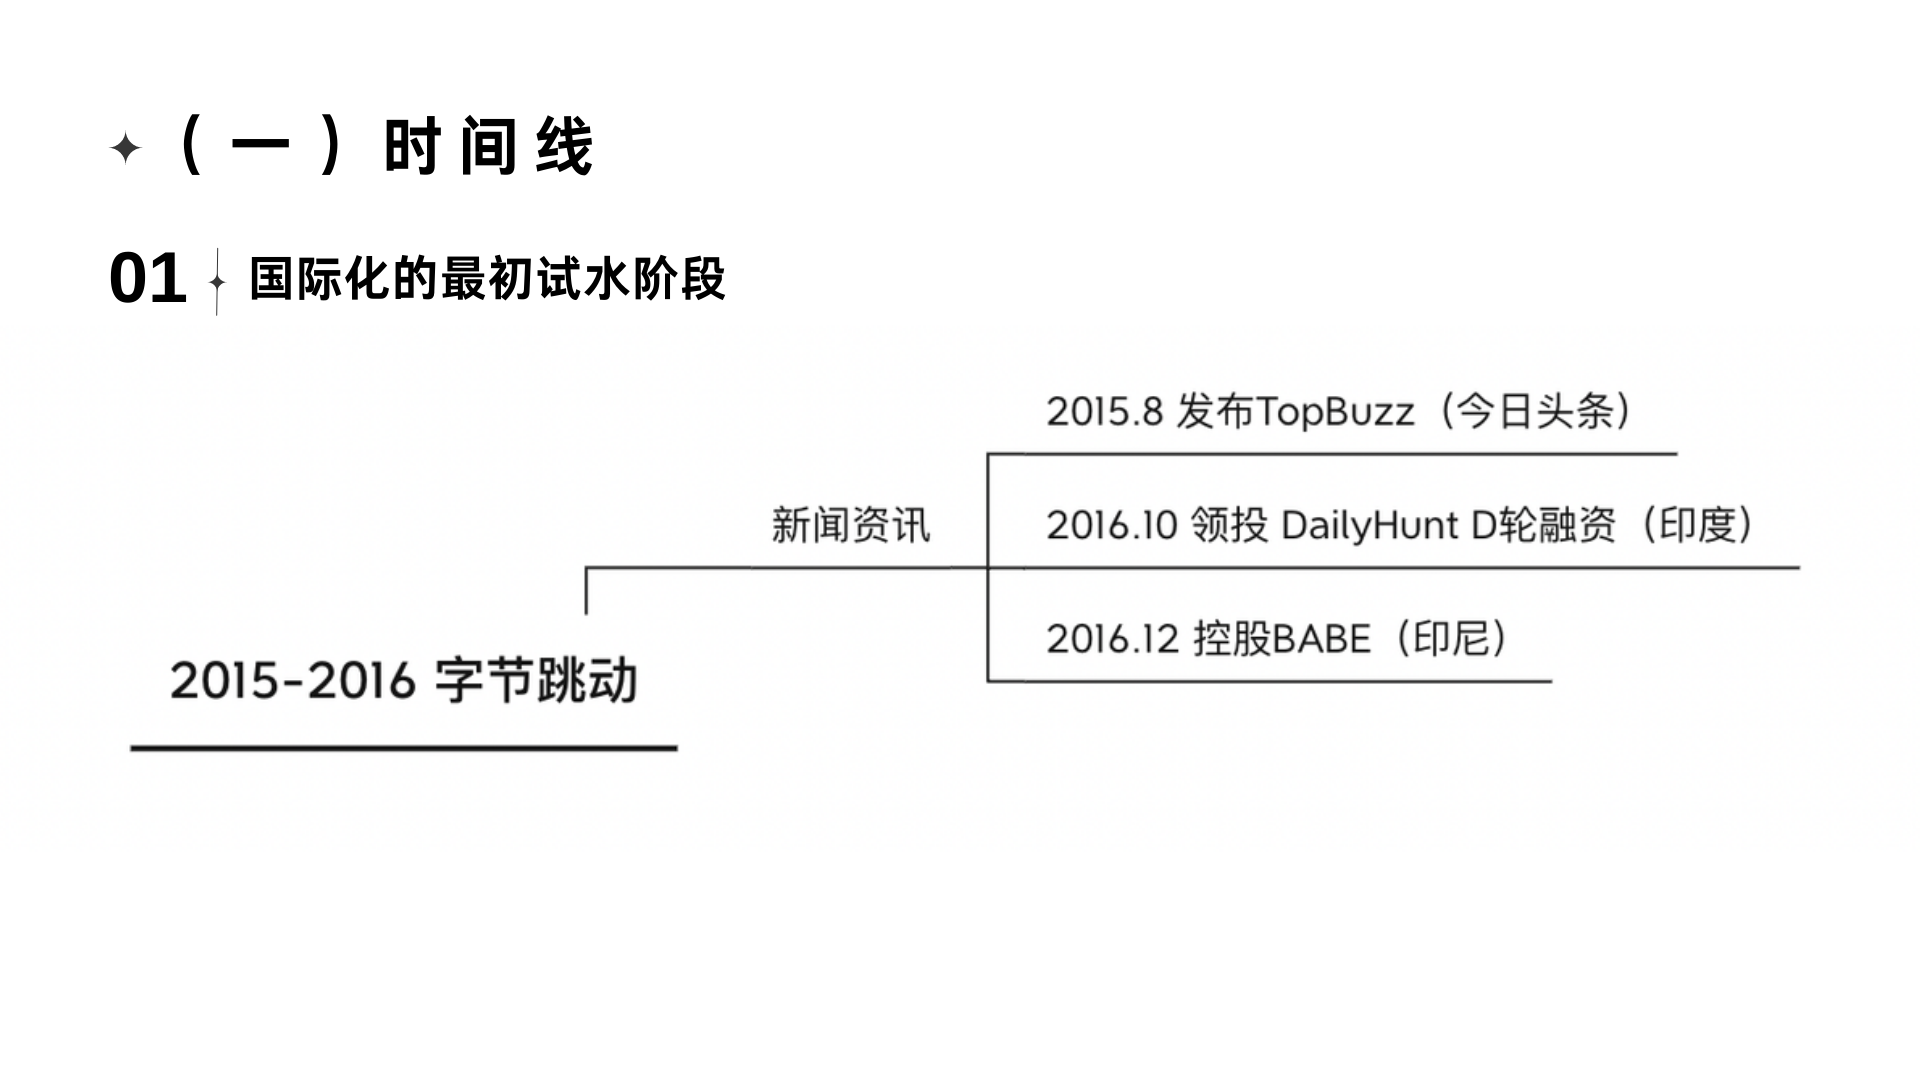 （一）时间线
01 国际化的最初试水阶段
2015.8 发布TopBuzz（今日头条）
新闻资讯
2016.10 领投 DailyHunt D轮融资（印度）
2016.12 控股BABE（印尼）
2015-2016 字节跳动